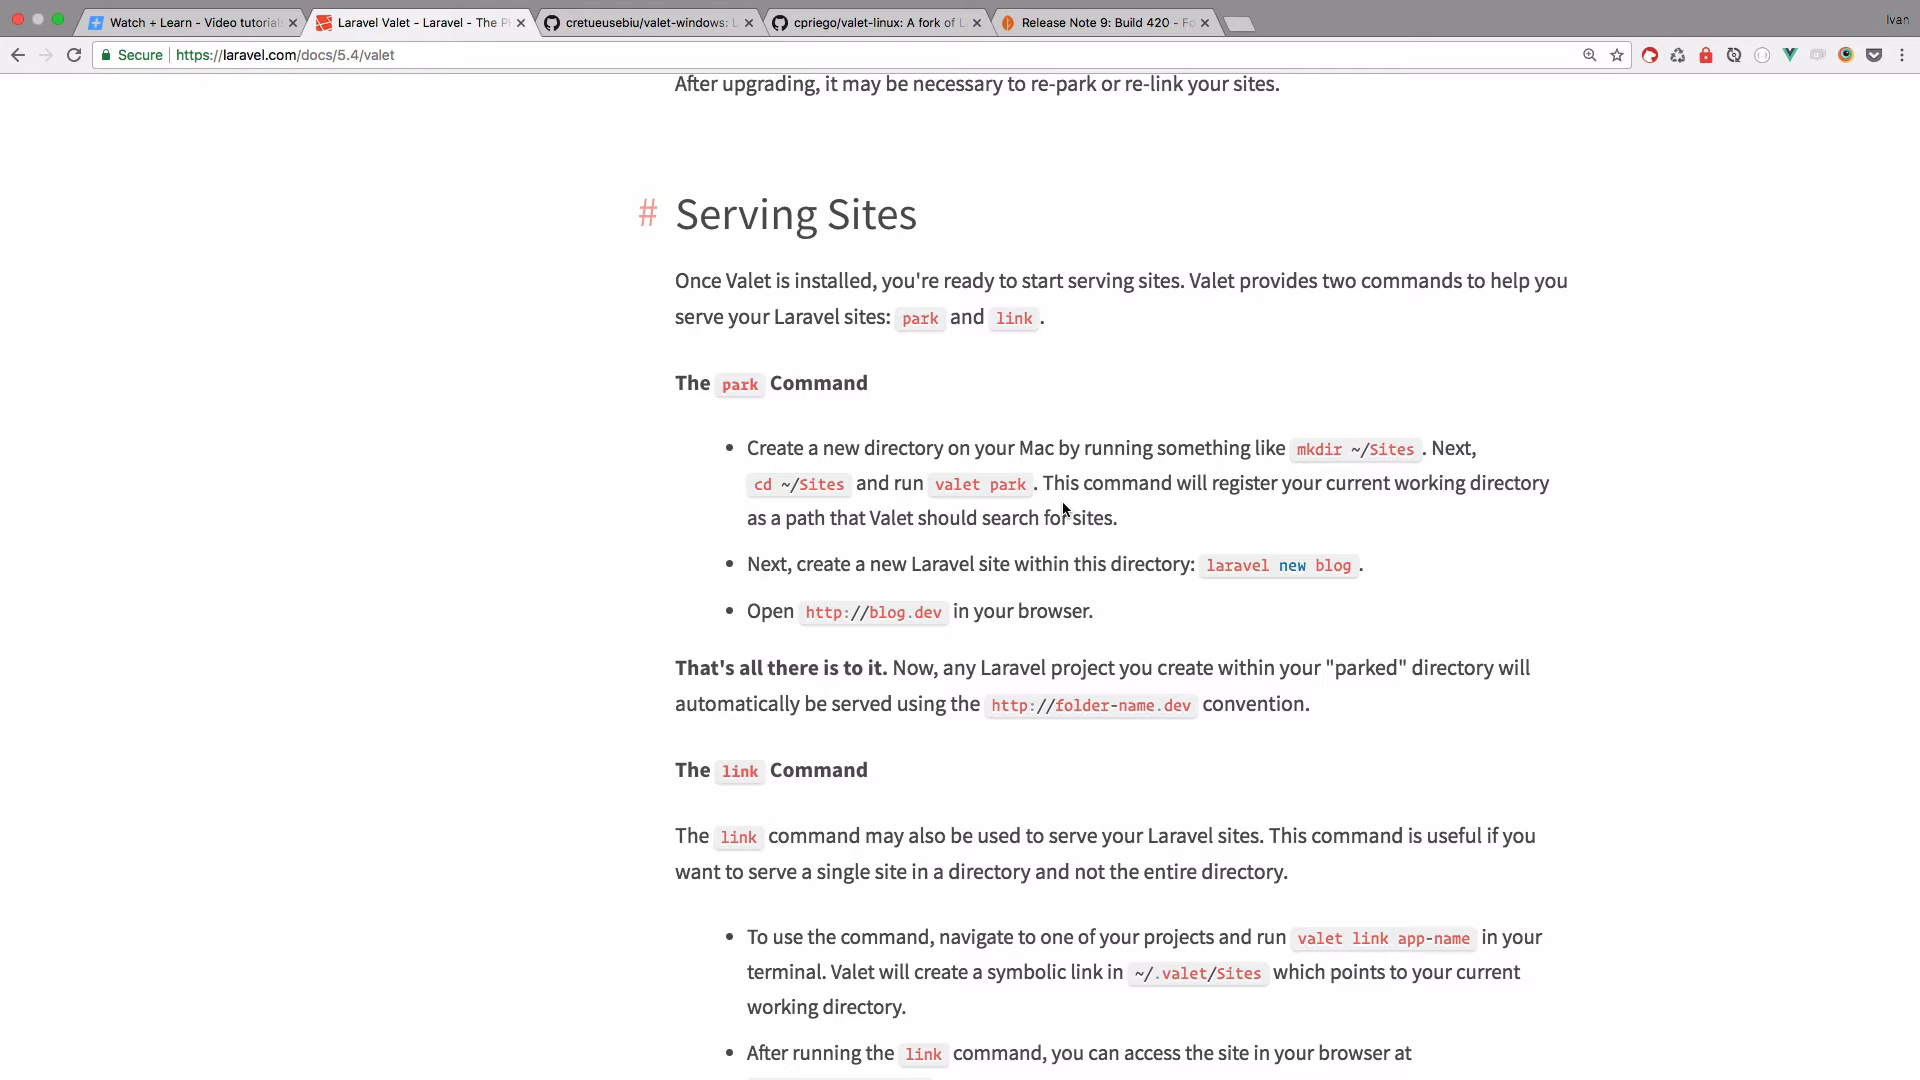 Watch + Learn - Video tutorials
Laravel Valet - Laravel - The P
cretueusebiu/valet-windows: L
cpriego/valet-linux: A fork of L
Release Note 9: Build 420 - F
Ivan
Secure https://laravel.com/docs/5.4/valet
After upgrading, it may be necessary to re-park or re-link your sites.
# Serving Sites
Once Valet is installed, you're ready to start serving sites. Valet provides two commands to help you
serve your Laravel sites: park and link .
The park Command
• Create a new directory on your Mac by running something like mkdir ~/Sites . Next,
cd ~/Sites and run valet park . This command will register your current working directory
as a path that Valet should search for sites.
• Next, create a new Laravel site within this directory: laravel new blog .
• Open http://blog.dev in your browser.
That's all there is to it. Now, any Laravel project you create within your "parked" directory will
automatically be served using the http://folder-name.dev convention.
The link Command
The link command may also be used to serve your Laravel sites. This command is useful if you
want to serve a single site in a directory and not the entire directory.
• To use the command, navigate to one of your projects and run valet link app-name in your
terminal. Valet will create a symbolic link in ~/.valet/Sites which points to your current
working directory.
• After running the link command, you can access the site in your browser at